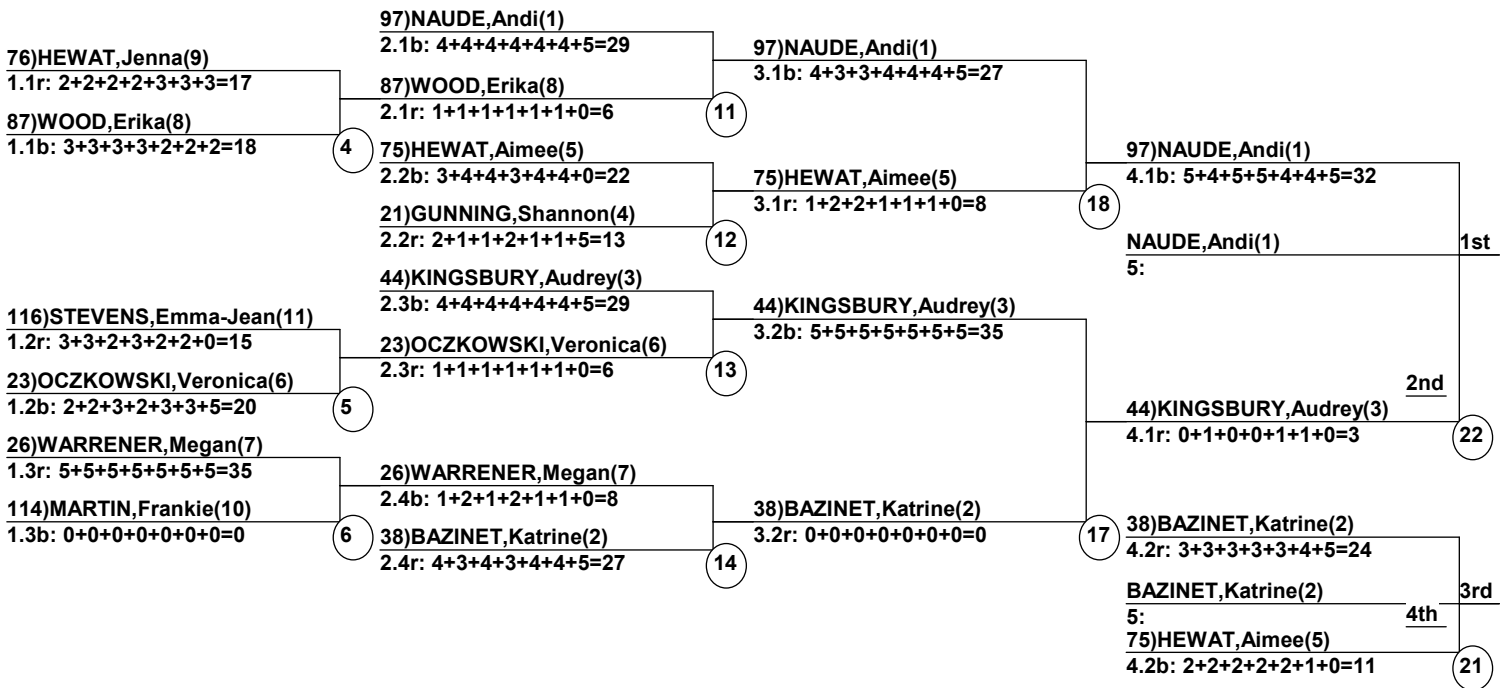 76)HEWAT,Jenna(9)
1.1r: 2+2+2+2+3+3+3=17
87)WOOD,Erika(8)
1.1b: 3+3+3+3+2+2+2=18
4
116)STEVENS,Emma-Jean(11)
1.2r: 3+3+2+3+2+2+0=15
23)OCZKOWSKI,Veronica(6)
1.2b: 2+2+3+2+3+3+5=20
5
26)WARRENER,Megan(7)
1.3r: 5+5+5+5+5+5+5=35
114)MARTIN,Frankie(10)
1.3b: 0+0+0+0+0+0+0=0
6
97)NAUDE,Andi(1)
2.1b: 4+4+4+4+4+4+5=29
87)WOOD,Erika(8)
2.1r: 1+1+1+1+1+1+0=6
11
75)HEWAT,Aimee(5)
2.2b: 3+4+4+3+4+4+0=22
21)GUNNING,Shannon(4)
2.2r: 2+1+1+2+1+1+5=13
12
44)KINGSBURY,Audrey(3)
2.3b: 4+4+4+4+4+4+5=29
23)OCZKOWSKI,Veronica(6)
2.3r: 1+1+1+1+1+1+0=6
13
26)WARRENER,Megan(7)
2.4b: 1+2+1+2+1+1+0=8
38)BAZINET,Katrine(2)
2.4r: 4+3+4+3+4+4+5=27
14
97)NAUDE,Andi(1)
3.1b: 4+3+3+4+4+4+5=27
75)HEWAT,Aimee(5)
3.1r: 1+2+2+1+1+1+0=8
18
44)KINGSBURY,Audrey(3)
3.2b: 5+5+5+5+5+5+5=35
38)BAZINET,Katrine(2)
3.2r: 0+0+0+0+0+0+0=0
17
97)NAUDE,Andi(1)
4.1b: 5+4+5+5+4+4+5=32
NAUDE,Andi(1)
1st
5:
2nd
44)KINGSBURY,Audrey(3)
4.1r: 0+1+0+0+1+1+0=3
22
38)BAZINET,Katrine(2)
4.2r: 3+3+3+3+3+4+5=24
BAZINET,Katrine(2)
3rd
5:
4th
75)HEWAT,Aimee(5)
4.2b: 2+2+2+2+2+1+0=11
21